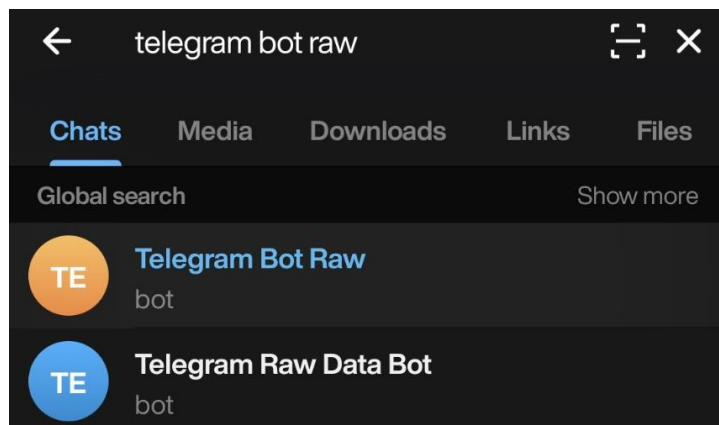 telegram bot raw
Chats Media Downloads Links Files
Global search Show more
TE
Telegram Bot Raw
bot
TE
Telegram Raw Data Bot
bot